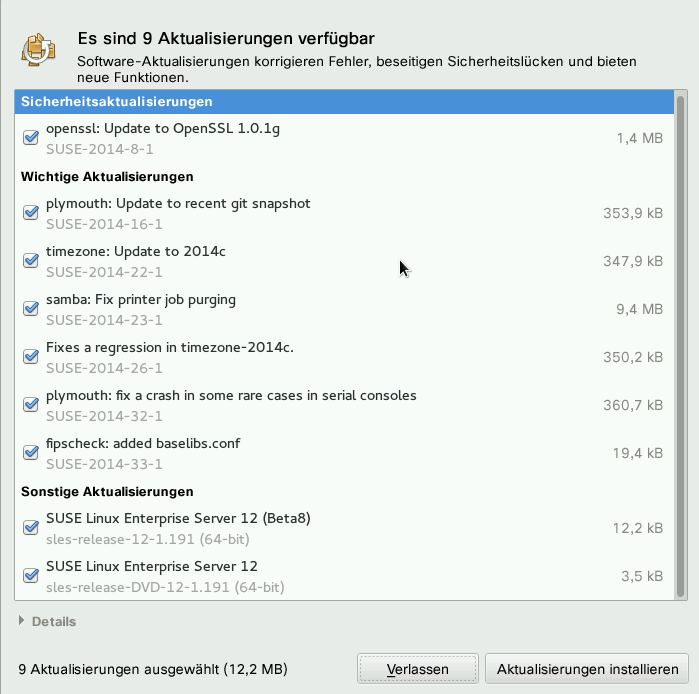 Es sind 9 Aktualisierungen verfügbar
Software-Aktualisierungen korrigieren Fehler, beseitigen Sicherheitslücken und bieten
neue Funktionen.
Sicherheitsaktualisierungen
openssl: Update to OpenSSL 1.0.1g
SUSE-2014-8-1
1,4 MB
Wichtige Aktualisierungen
plymouth: Update to recent git snapshot
SUSE-2014-16-1
353,9 kB
timezone: Update to 2014c
SUSE-2014-22-1
347,9 kB
samba: Fix printer job purging
SUSE-2014-23-1
9,4 MB
Fixes a regression in timezone-2014c.
SUSE-2014-26-1
350,2 kB
plymouth: fix a crash in some rare cases in serial consoles
SUSE-2014-32-1
360,7 kB
fipscheck: added baselibs.conf
SUSE-2014-33-1
19,4 kB
Sonstige Aktualisierungen
SUSE Linux Enterprise Server 12 (Beta8)
sles-release-12-1.191 (64-bit)
12,2 kB
SUSE Linux Enterprise Server 12
sles-release-DVD-12-1.191 (64-bit)
3,5 kB
Details
9 Aktualisierungen ausgewählt (12,2 MB)
Verlassen
Aktualisierungen installieren